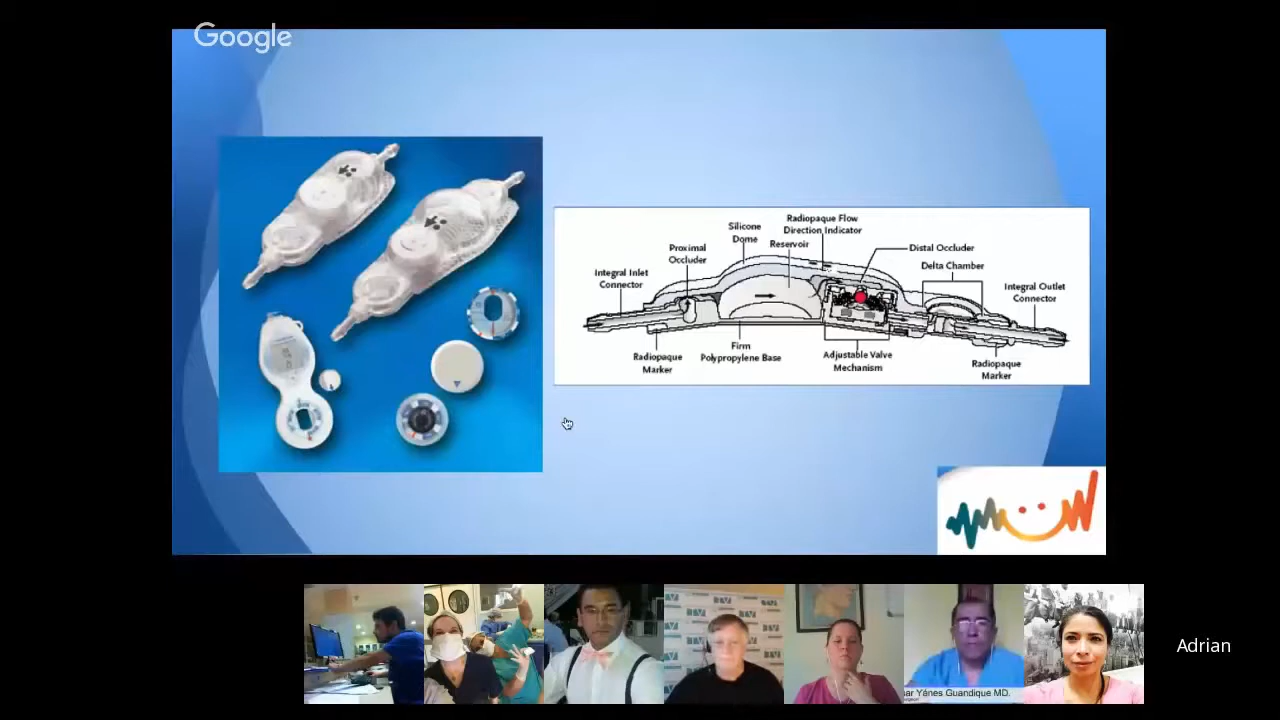 Google
Radiopaque Flow
Direction Indicator
Silicone
Dome
Reservoir
Proximal
Occluder
Distal Occluder
Delta Chamber
Integral Inlet
Connector
Integral Outlet
Connector
Radiopaque
Marker
Firm
Polypropylene Base
Adjustable Valve
Mechanism
Radiopaque
Marker
Yánes Guandique MD.
Adrian